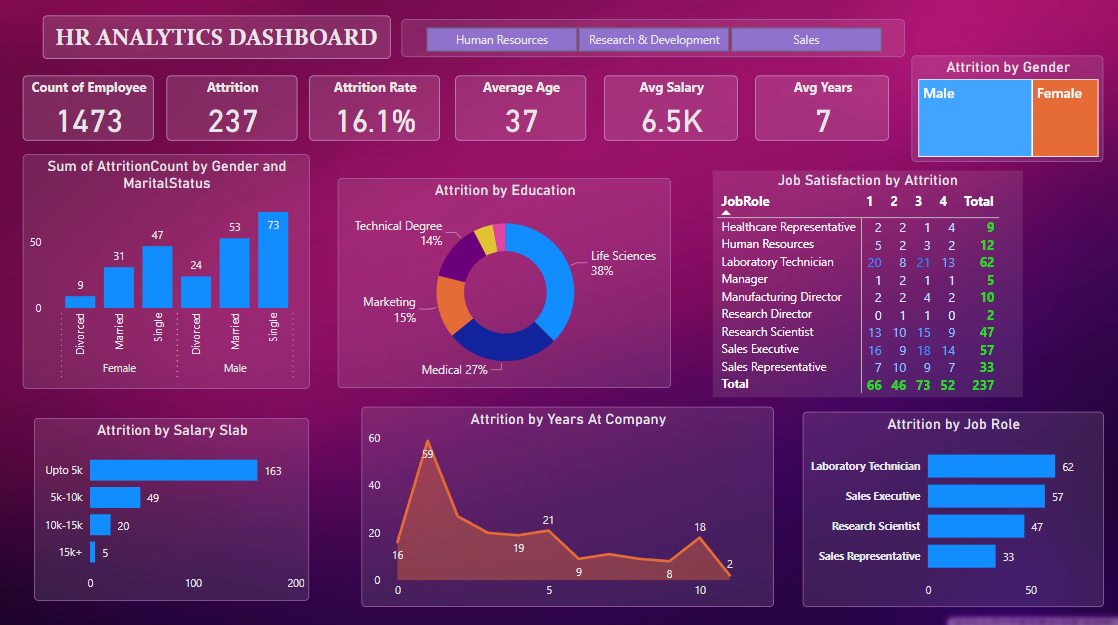 HR ANALYTICS DASHBOARD
Human Resources
Research & Development
Sales
Count of Employee
1473
Attrition
237
Attrition Rate
16.1%
Average Age
37
Avg Salary
6.5K
Avg Years
7
Attrition by Gender
Male
Female
Sum of AttritionCount by Gender and
MaritalStatus
50
0
9
31
47
24
53
73
Divorced
Married
Single
Divorced
Married
Single
Female
Male
Attrition by Education
Technical Degree
14%
Life Sciences
38%
Marketing
15%
Medical 27%
Job Satisfaction by Attrition
JobRole 1 2 3 4 Total
Healthcare Representative 2 2 1 4 9
Human Resources 5 2 3 2 12
Laboratory Technician 20 8 21 13 62
Manager 1 2 1 1 5
Manufacturing Director 2 2 4 2 10
Research Director 0 1 1 0 2
Research Scientist 13 10 15 9 47
Sales Executive 16 9 18 14 57
Sales Representative 7 10 9 7 33
Total 66 46 73 52 237
Attrition by Salary Slab
Upto 5k 163
5k-10k 49
10k-15k 20
15k+ 5
0 100 200
Attrition by Years At Company
60
40
20
0
16
59
19
21
9
8
18
2
0 5 10
Attrition by Job Role
Laboratory Technician 62
Sales Executive 57
Research Scientist 47
Sales Representative 33
0 50